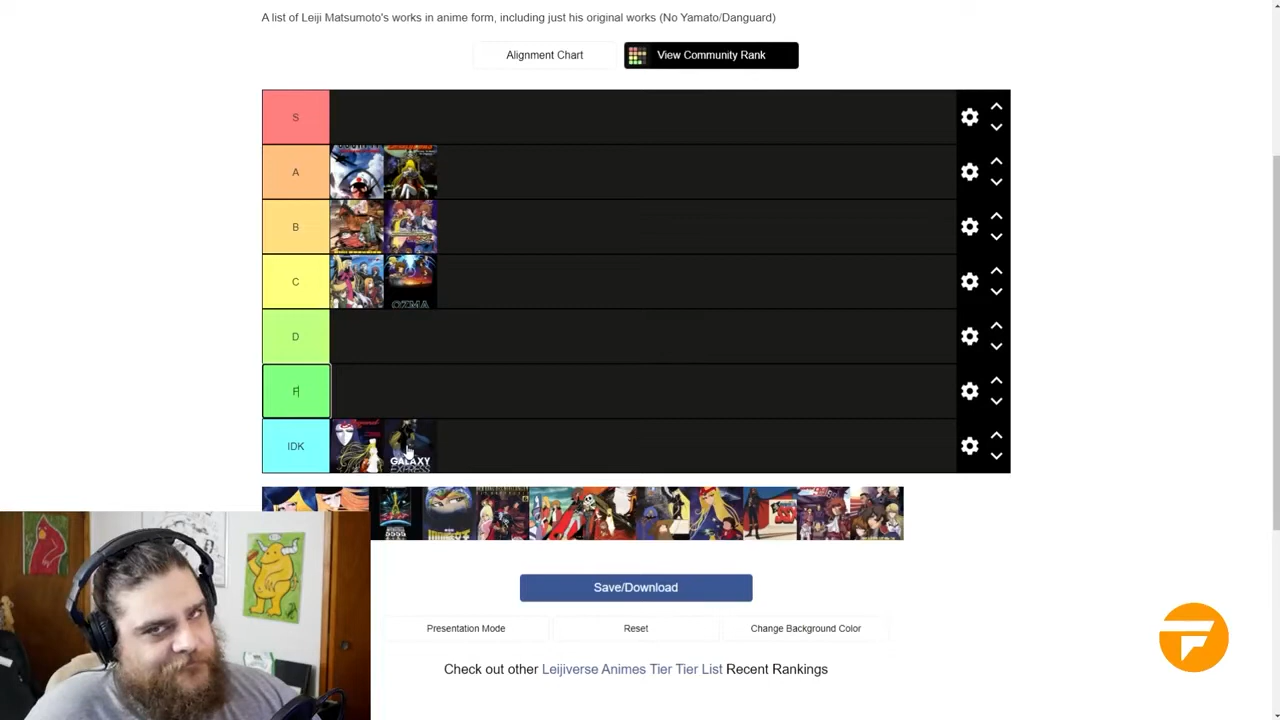 A list of Leiji Matsumoto's works in anime form, including just his original works (No Yamato/Danguard)
Alignment Chart
View Community Rank
S
A
B
C
OZMA
D
F
IDK
GALAXY
EXPRESS
Save/Download
Presentation Mode
Reset
Change Background Color
Check out other Leijiverse Animes Tier Tier List Recent Rankings